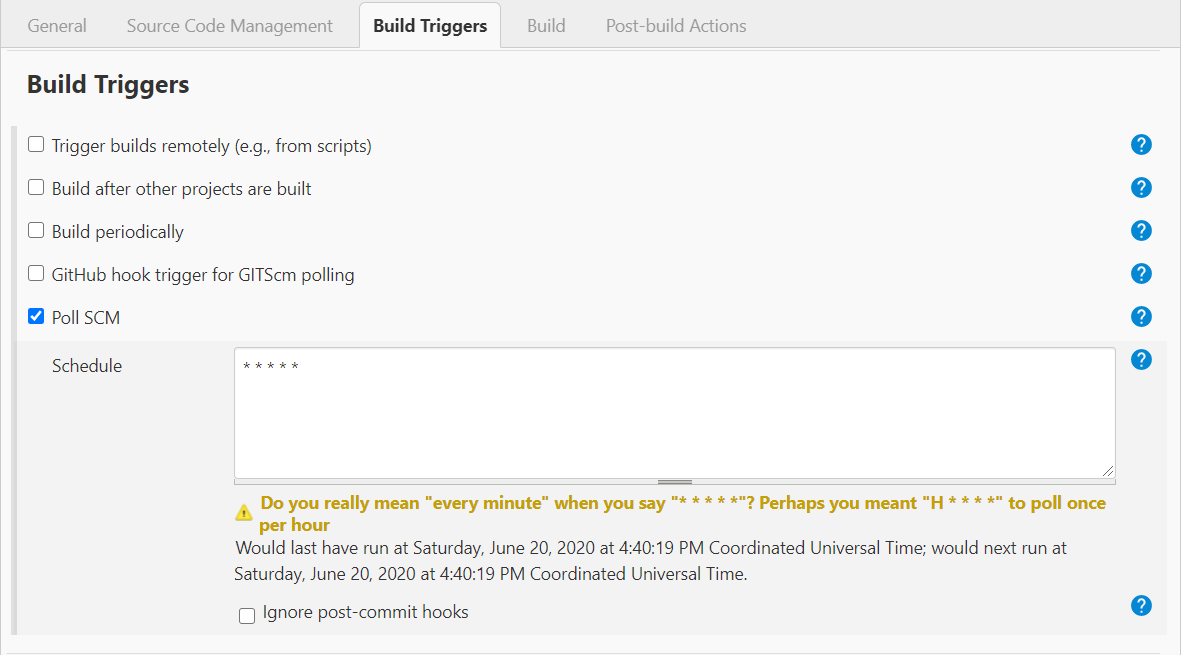 General Source Code Management Build Triggers Build Post-build Actions
Build Triggers
Trigger builds remotely (e.g., from scripts)
Build after other projects are built
Build periodically
GitHub hook trigger for GITScm polling
Poll SCM
Schedule
* * * * *
Do you really mean "every minute" when you say "* * * * *"? Perhaps you meant "H * * * *" to poll once
per hour
Would last have run at Saturday, June 20, 2020 at 4:40:19 PM Coordinated Universal Time; would next run at
Saturday, June 20, 2020 at 4:40:19 PM Coordinated Universal Time.
Ignore post-commit hooks